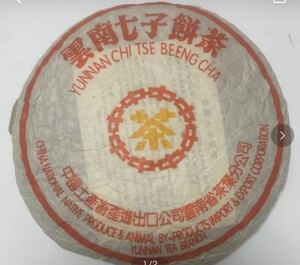 雲南七子餅茶
YUNNAN CHI TSE BEENG CHA
茶
中國土產畜產進出口公司雲南省茶葉分公司
CHINA NATIONAL NATIVE PRODUCE & ANIMAL BY-PRODUCTS IMPORT & EXPORT CORPORATION
YUNNAN TEA BRANCH
1/2